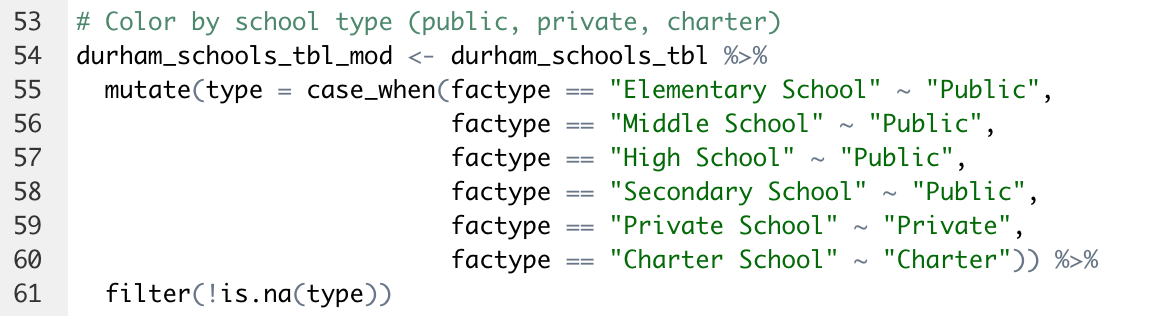 53 # Color by school type (public, private, charter)
54 durham_schools_tbl_mod <- durham_schools_tbl %>%
55   mutate(type = case_when(factype == "Elementary School" ~ "Public",
56                           factype == "Middle School" ~ "Public",
57                           factype == "High School" ~ "Public",
58                           factype == "Secondary School" ~ "Public",
59                           factype == "Private School" ~ "Private",
60                           factype == "Charter School" ~ "Charter")) %>%
61   filter(!is.na(type))